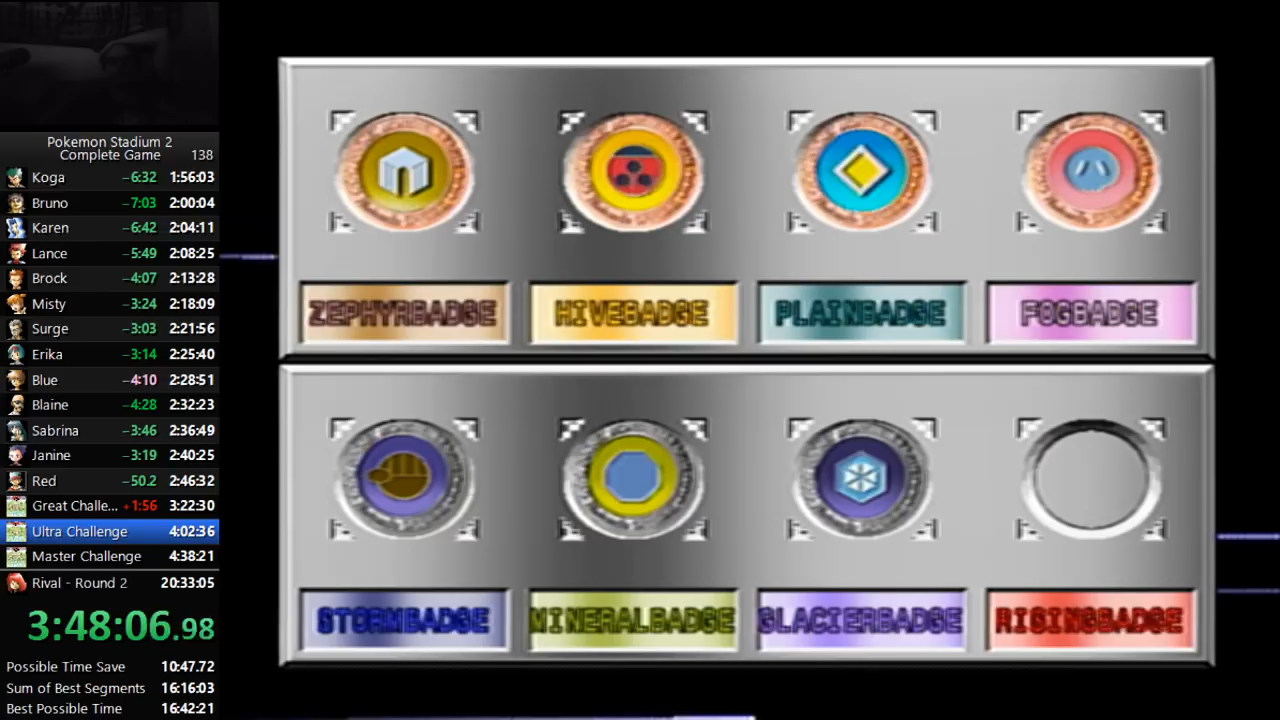 Pokemon Stadium 2
Complete Game 138
Koga −6:32 1:56:03
Bruno −7:03 2:00:04
Karen −6:42 2:04:11
Lance −5:49 2:08:25
Brock −4:07 2:13:28
Misty −3:24 2:18:09
Surge −3:03 2:21:56
Erika −3:14 2:25:40
Blue −4:10 2:28:51
Blaine −4:28 2:32:23
Sabrina −3:46 2:36:49
Janine −3:19 2:40:25
Red −50.2 2:46:32
Great Challe... +1:56 3:22:30
Ultra Challenge 4:02:36
Master Challenge 4:38:21
Rival - Round 2 20:33:05
3:48:06.98
Possible Time Save 10:47.72
Sum of Best Segments 16:16:03
Best Possible Time 16:42:21
ZEPHYRBADGE HIVEBADGE PLAINBADGE FOGBADGE
STORMBADGE MINERALBADGE GLACIERBADGE RISINGBADGE